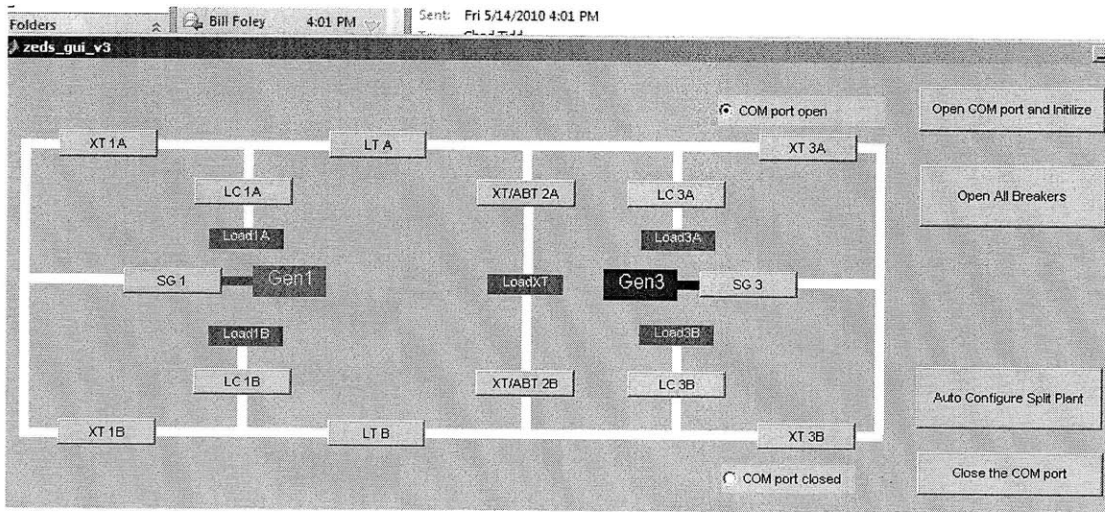 Folders
Bill Foley 4:01 PM
Sent: Fri 5/14/2010 4:01 PM
zeds_gui_v3
COM port open
Open COM port and Initilize
XT 1A
LT A
XT 3A
LC 1A
XT/ABT 2A
LC 3A
Open All Breakers
Load1A
Load3A
SG 1
Gen1
LoadXT
Gen3
SG 3
Load1B
Load3B
LC 1B
XT/ABT 2B
LC 3B
Auto Configure Split Plant
XT 1B
LT B
XT 3B
COM port closed
Close the COM port